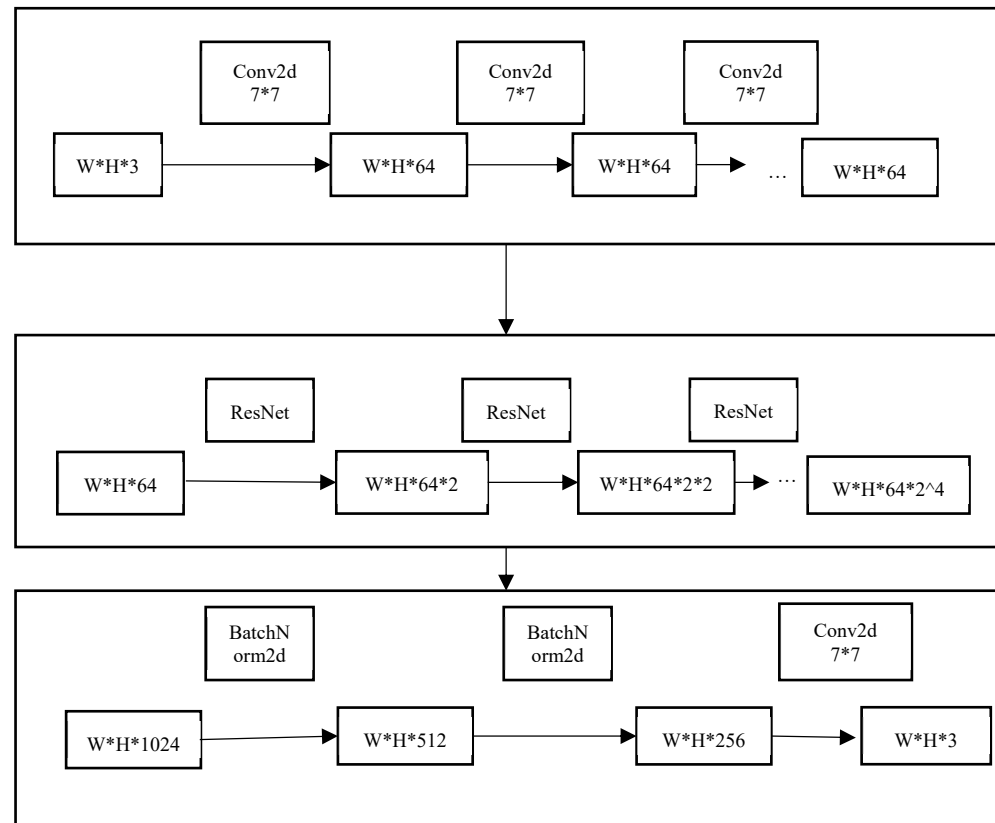 Conv2d
7*7
Conv2d
7*7
Conv2d
7*7
W*H*3
W*H*64
W*H*64
…
W*H*64
ResNet
ResNet
ResNet
W*H*64
W*H*64*2
W*H*64*2*2
…
W*H*64*2^4
BatchN
orm2d
BatchN
orm2d
Conv2d
7*7
W*H*1024
W*H*512
W*H*256
W*H*3